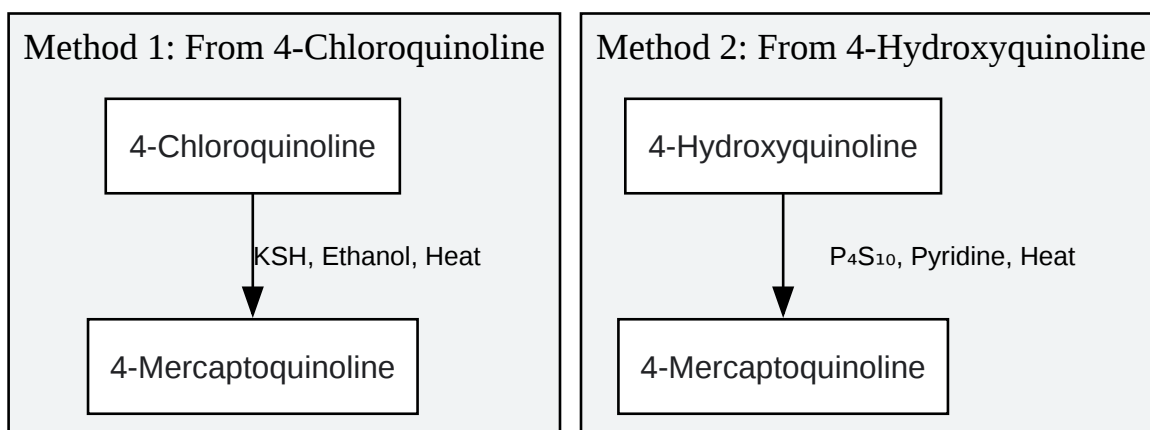 Method 1: From 4-Chloroquinoline
4-Chloroquinoline
KSH, Ethanol, Heat
4-Mercaptoquinoline
Method 2: From 4-Hydroxyquinoline
4-Hydroxyquinoline
P₄S₁₀, Pyridine, Heat
4-Mercaptoquinoline